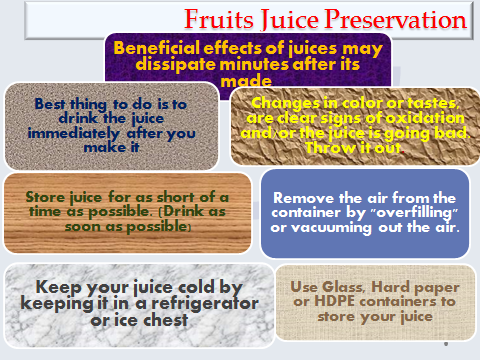 Fruits Juice Preservation
Beneficial effects of juices may
dissipate minutes after its
made
Best thing to do is to
drink the juice
immediately after you
make it
Changes in color or tastes,
are clear signs of oxidation
and/or the juice is going bad.
Throw it out
Store juice for as short of a
time as possible. (Drink as
soon as possible)
Remove the air from the
container by "overfilling"
or vacuuming out the air.
Keep your juice cold by
keeping it in a refrigerator
or ice chest
Use Glass, Hard paper
or HDPE containers to
store your juice